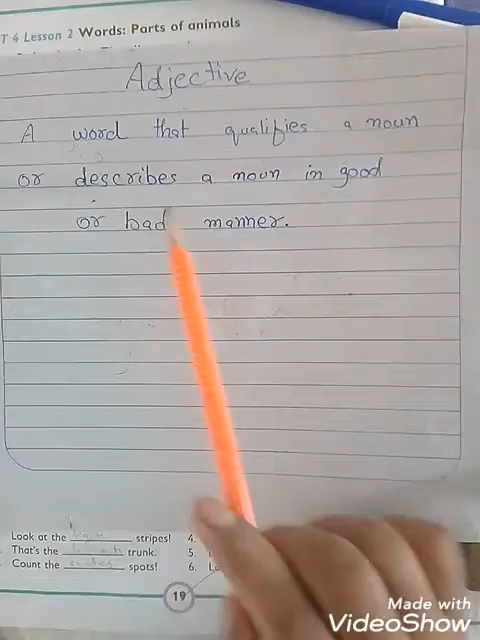 T 4 Lesson 2 Words: Parts of animals
Adjective
A word that qualifies a noun
or describes a noun in good
or bad manner.
Look at the stripes! 4.
That's the trunk. 5.
Count the spots! 6.
19
Made with
VideoShow